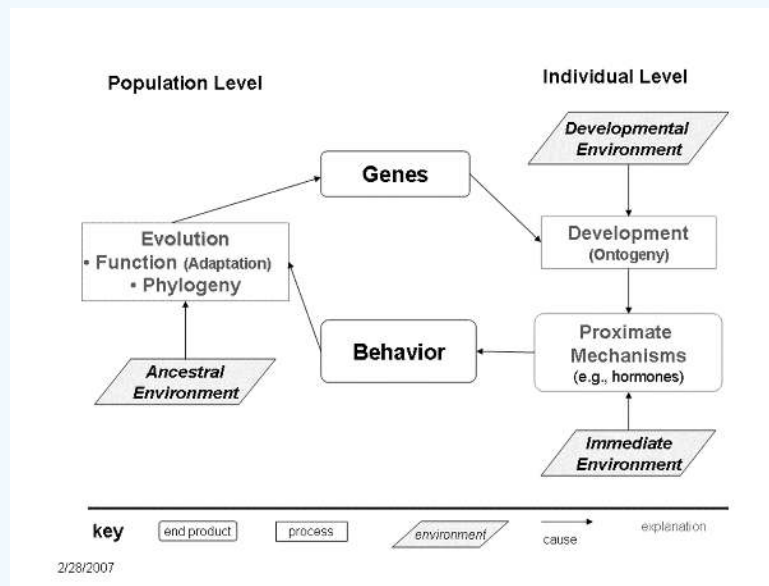 Population Level
Individual Level
Developmental
Environment
Genes
Evolution
• Function (Adaptation)
• Phylogeny
Development
(Ontogeny)
Behavior
Proximate
Mechanisms
(e.g., hormones)
Ancestral
Environment
Immediate
Environment
key
end product
process
environment
cause
explanation
2/28/2007